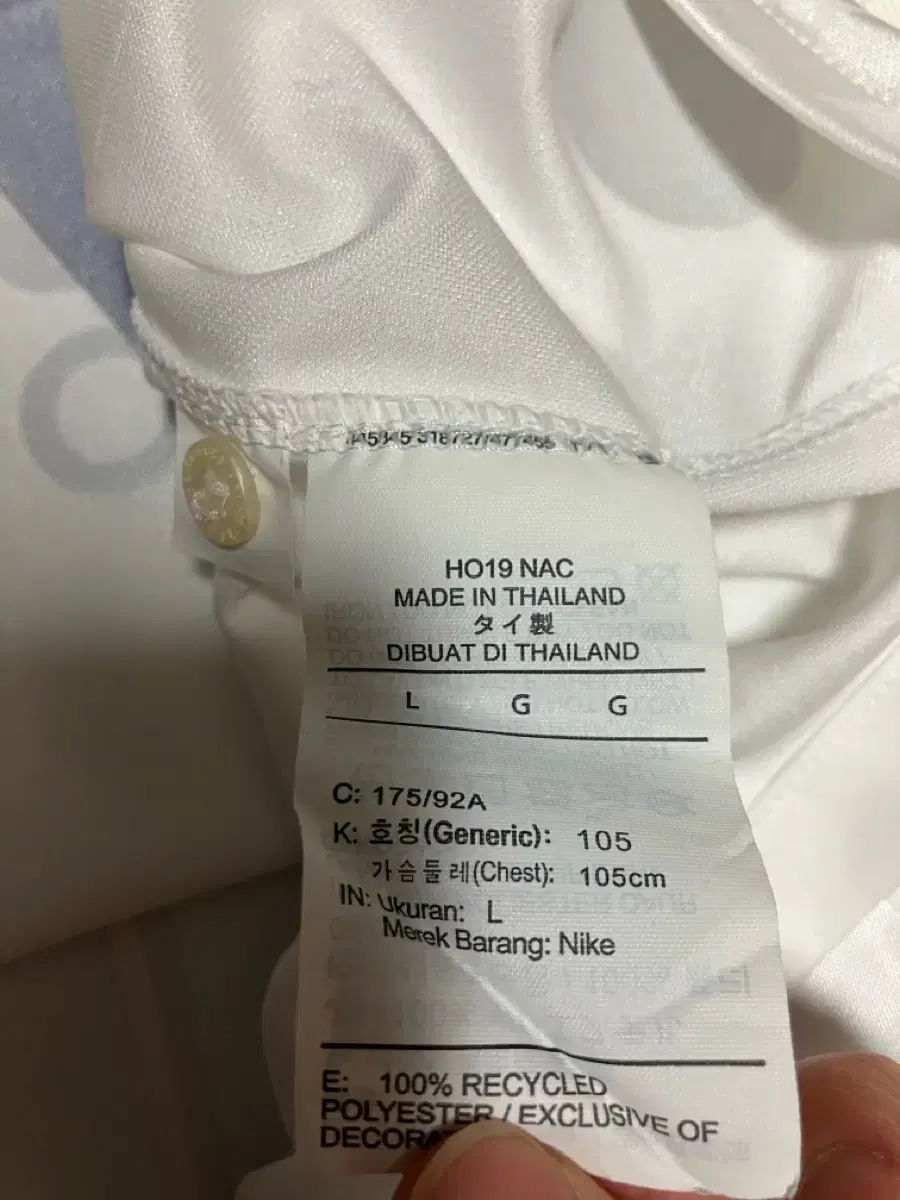 HO19 NAC
MADE IN THAILAND
タイ製
DIBUAT DI THAILAND
L G G
C: 175/92A
K: 호칭(Generic): 105
가슴둘레(Chest): 105cm
IN: Ukuran: L
Merek Barang: Nike
E: 100% RECYCLED
POLYESTER / EXCLUSIVE OF